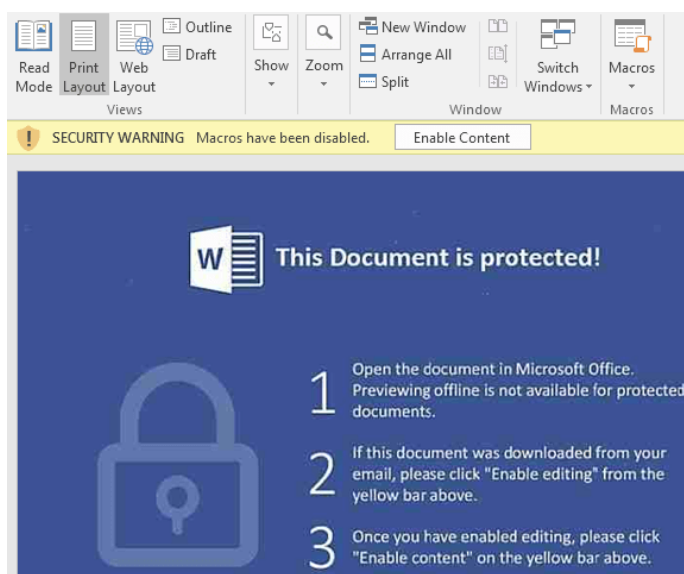 Read Mode
Print Layout
Web Layout
Outline
Draft
Views
Show
Zoom
New Window
Arrange All
Split
Window
Switch Windows
Macros
Macros
SECURITY WARNING Macros have been disabled. Enable Content
W
This Document is protected!
1 Open the document in Microsoft Office.
Previewing offline is not available for protected
documents.
2 If this document was downloaded from your
email, please click "Enable editing" from the
yellow bar above.
3 Once you have enabled editing, please click
"Enable content" on the yellow bar above.